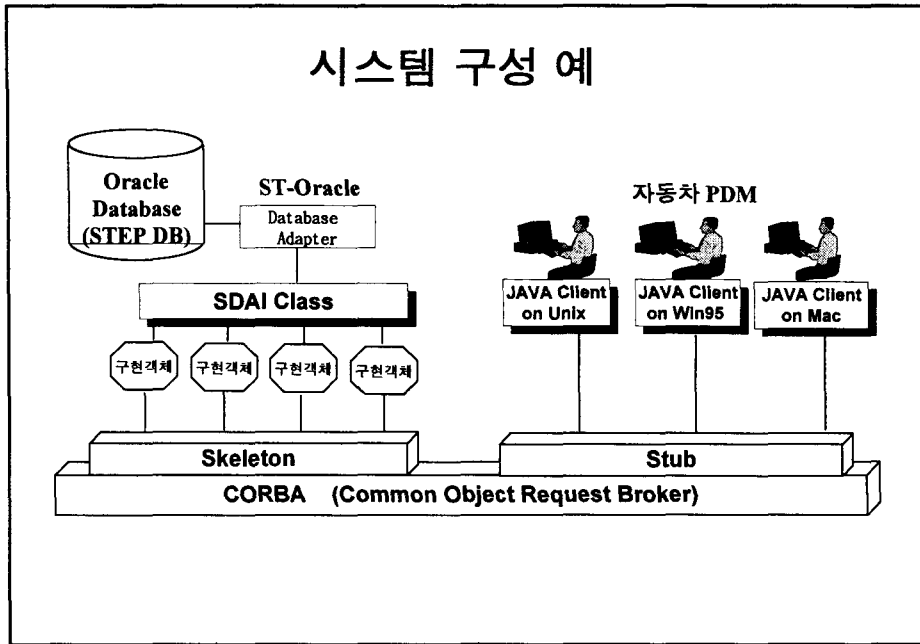 시스템 구성 예
Oracle
Database
(STEP DB)
ST-Oracle
Database
Adapter
SDAI Class
구현객체
구현객체
구현객체
구현객체
Skeleton
자동차 PDM
JAVA Client
on Unix
JAVA Client
on Win95
JAVA Client
on Mac
Stub
CORBA (Common Object Request Broker)